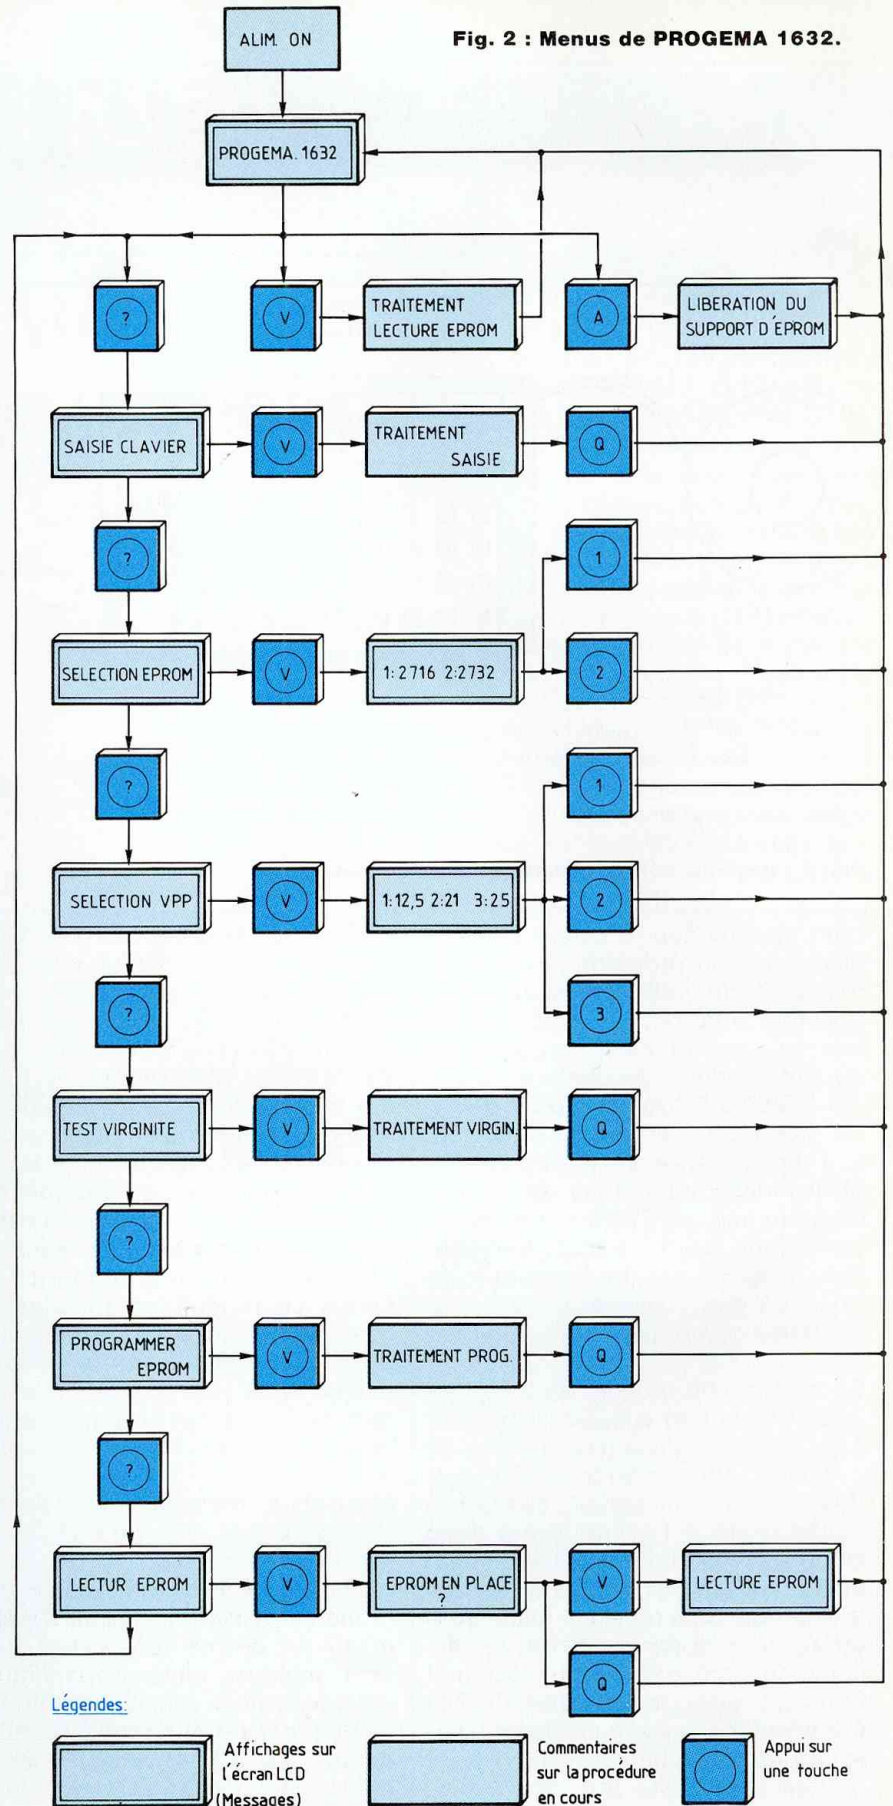 Fig. 2 : Menus de PROGEMA 1632.
ALIM. ON
PROGEMA. 1632
?
V
TRAITEMENT
LECTURE EPROM
A
LIBERATION DU
SUPPORT D'EPROM
SAISIE CLAVIER
V
TRAITEMENT
SAISIE
Q
?
1
SELECTION EPROM
V
1: 2716 2:2732
2
?
1
SELECTION VPP
V
1:12,5 2:21 3:25
2
?
3
TEST VIRGINITE
V
TRAITEMENT VIRGIN.
Q
?
PROGRAMMER
EPROM
V
TRAITEMENT PROG.
Q
?
LECTUR EPROM
V
EPROM EN PLACE
?
V
LECTURE EPROM
Q
Légendes:
Affichages sur
l'écran LCD
(Messages)
Commentaires
sur la procédure
en cours
Appui sur
une touche